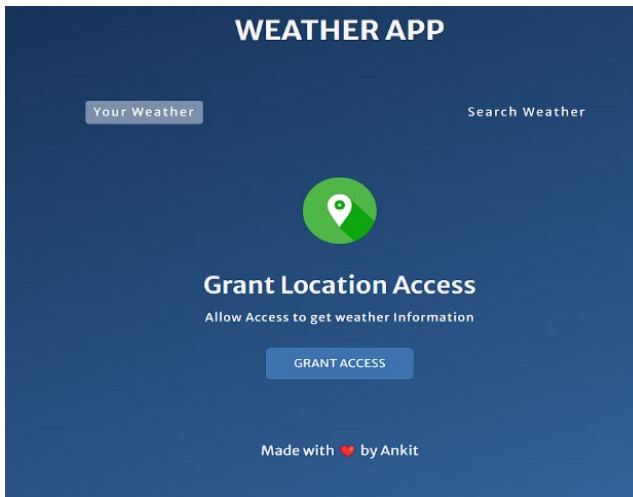 WEATHER APP
Your Weather
Search Weather
Grant Location Access
Allow Access to get weather Information
GRANT ACCESS
Made with ❤️ by Ankit